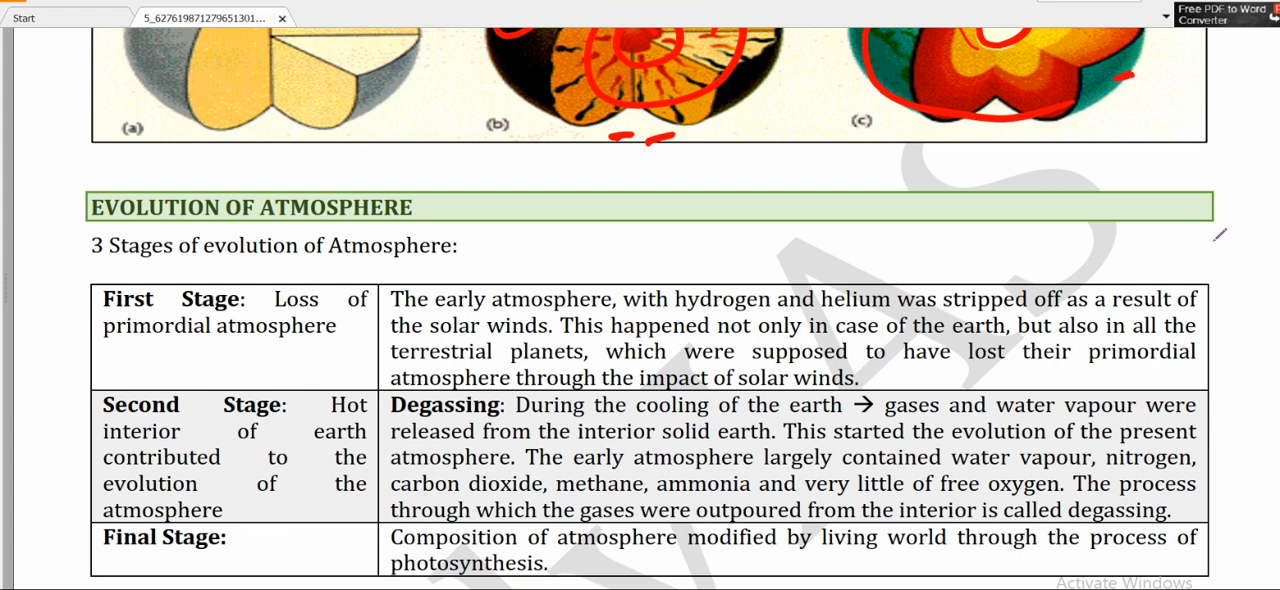 Start
5_627619871279651301...
Free PDF to Word
Converter
(a)
(b)
(c)
EVOLUTION OF ATMOSPHERE
3 Stages of evolution of Atmosphere:
First Stage: Loss of
primordial atmosphere
The early atmosphere, with hydrogen and helium was stripped off as a result of
the solar winds. This happened not only in case of the earth, but also in all the
terrestrial planets, which were supposed to have lost their primordial
atmosphere through the impact of solar winds.
Second Stage: Hot
interior of earth
contributed to the
evolution of the
atmosphere
Degassing: During the cooling of the earth → gases and water vapour were
released from the interior solid earth. This started the evolution of the present
atmosphere. The early atmosphere largely contained water vapour, nitrogen,
carbon dioxide, methane, ammonia and very little of free oxygen. The process
through which the gases were outpoured from the interior is called degassing.
Final Stage:
Composition of atmosphere modified by living world through the process of
photosynthesis.
Activate Windows